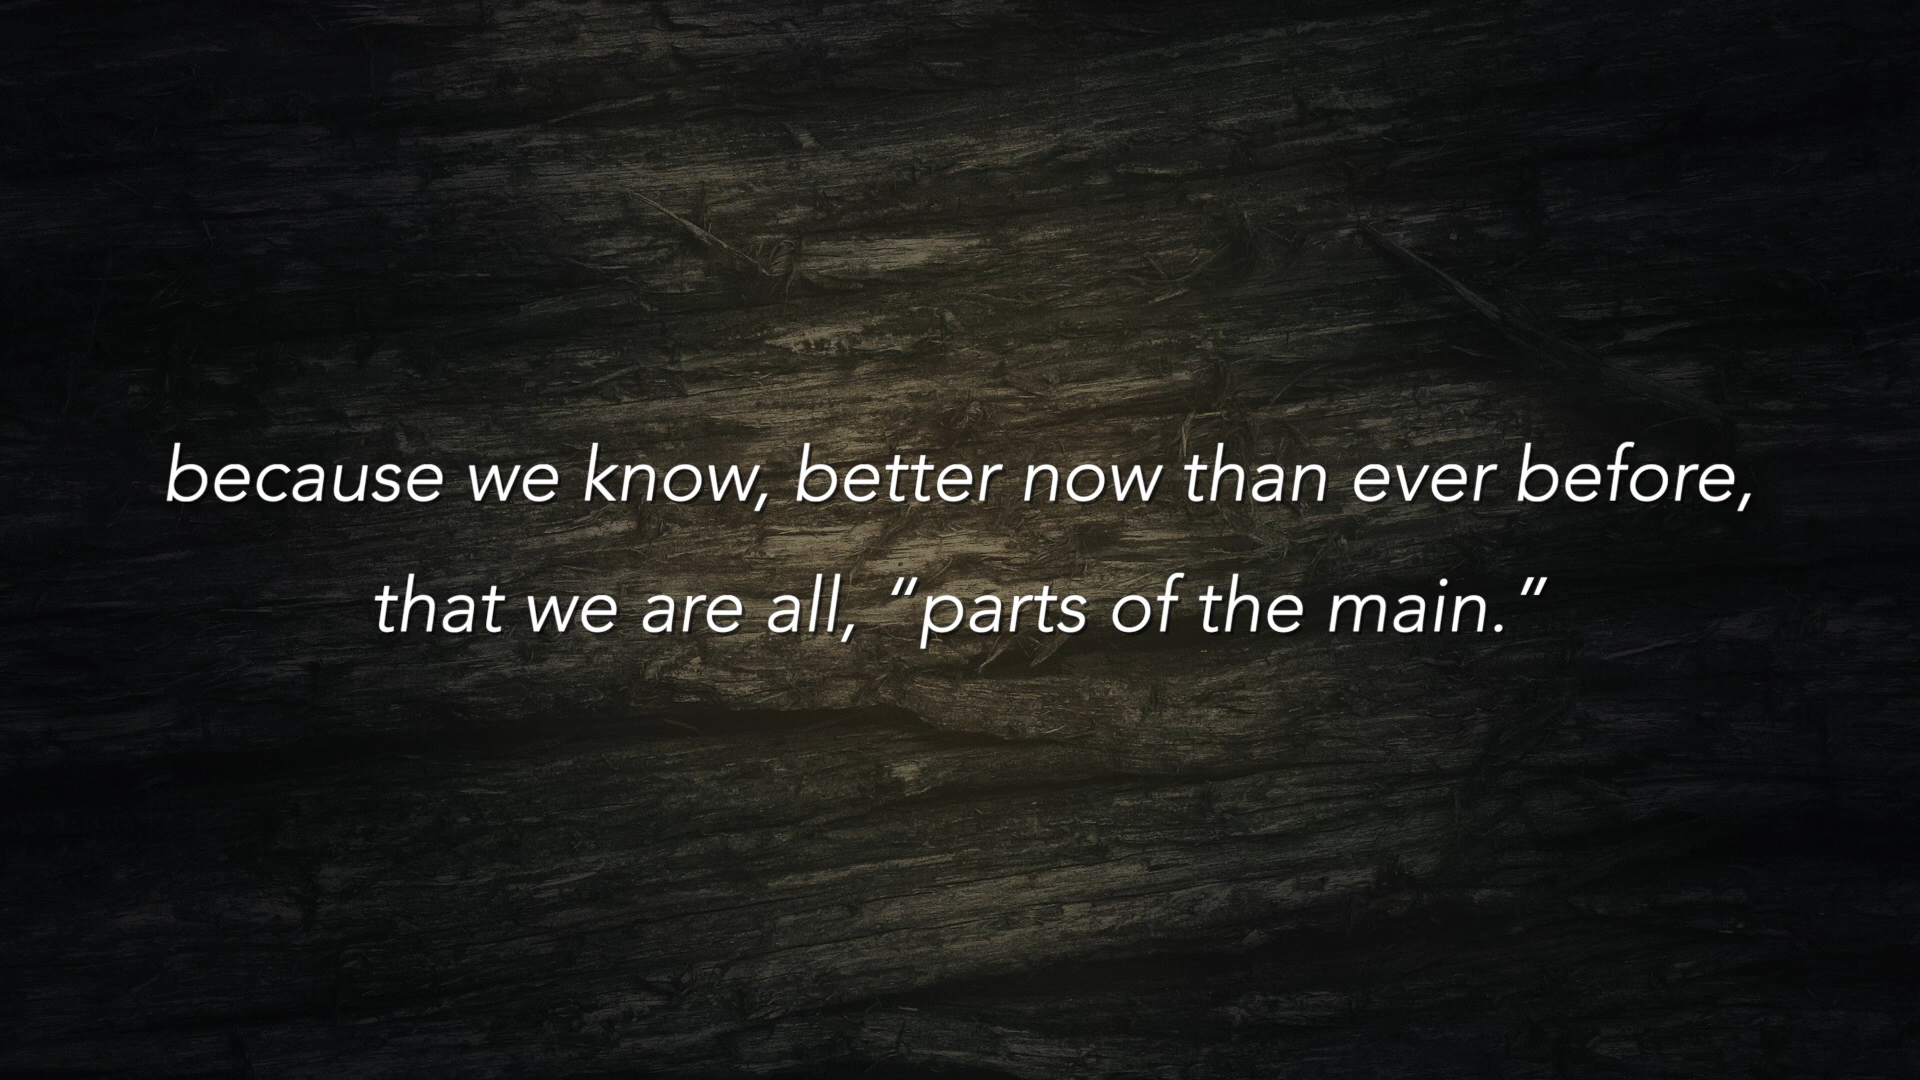 because we know, better now than ever before,
that we are all, “parts of the main.”